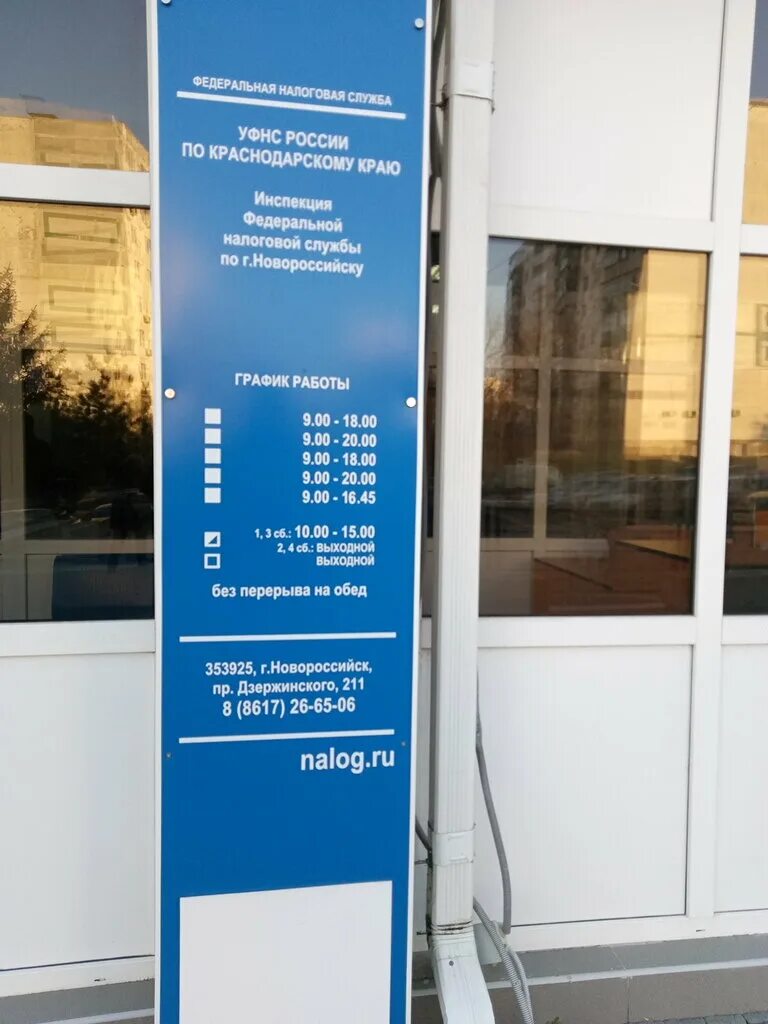 ФЕДЕРАЛЬНАЯ НАЛОГОВАЯ СЛУЖБА
УФНС РОССИИ
ПО КРАСНОДАРСКОМУ КРАЮ
Инспекция
Федеральной
налоговой службы
по г.Новороссийску
ГРАФИК РАБОТЫ
9.00 - 18.00
9.00 - 20.00
9.00 - 18.00
9.00 - 20.00
9.00 - 16.45
1, 3 сб.: 10.00 - 15.00
2, 4 сб.: ВЫХОДНОЙ
ВЫХОДНОЙ
без перерыва на обед
353925, г.Новороссийск,
пр. Дзержинского, 211
8 (8617) 26-65-06
nalog.ru